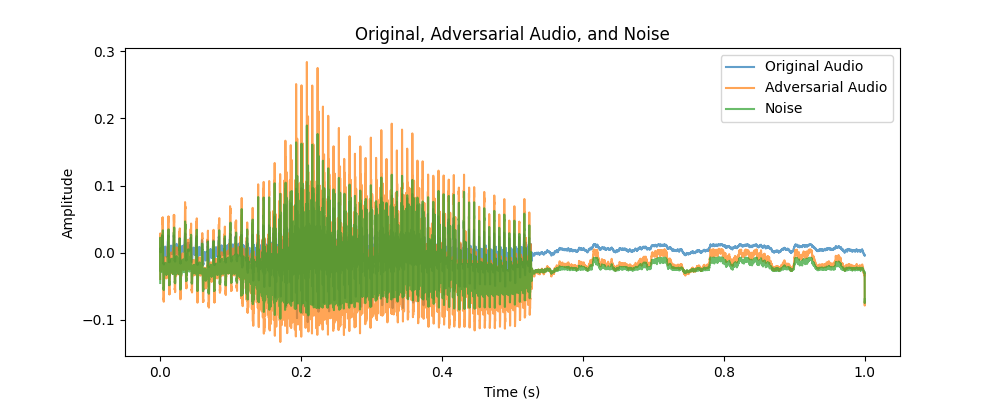 Original, Adversarial Audio, and Noise
Original Audio
Adversarial Audio
Noise
Amplitude
0.3
0.2
0.1
0.0
−0.1
0.0
0.2
0.4
0.6
0.8
1.0
Time (s)